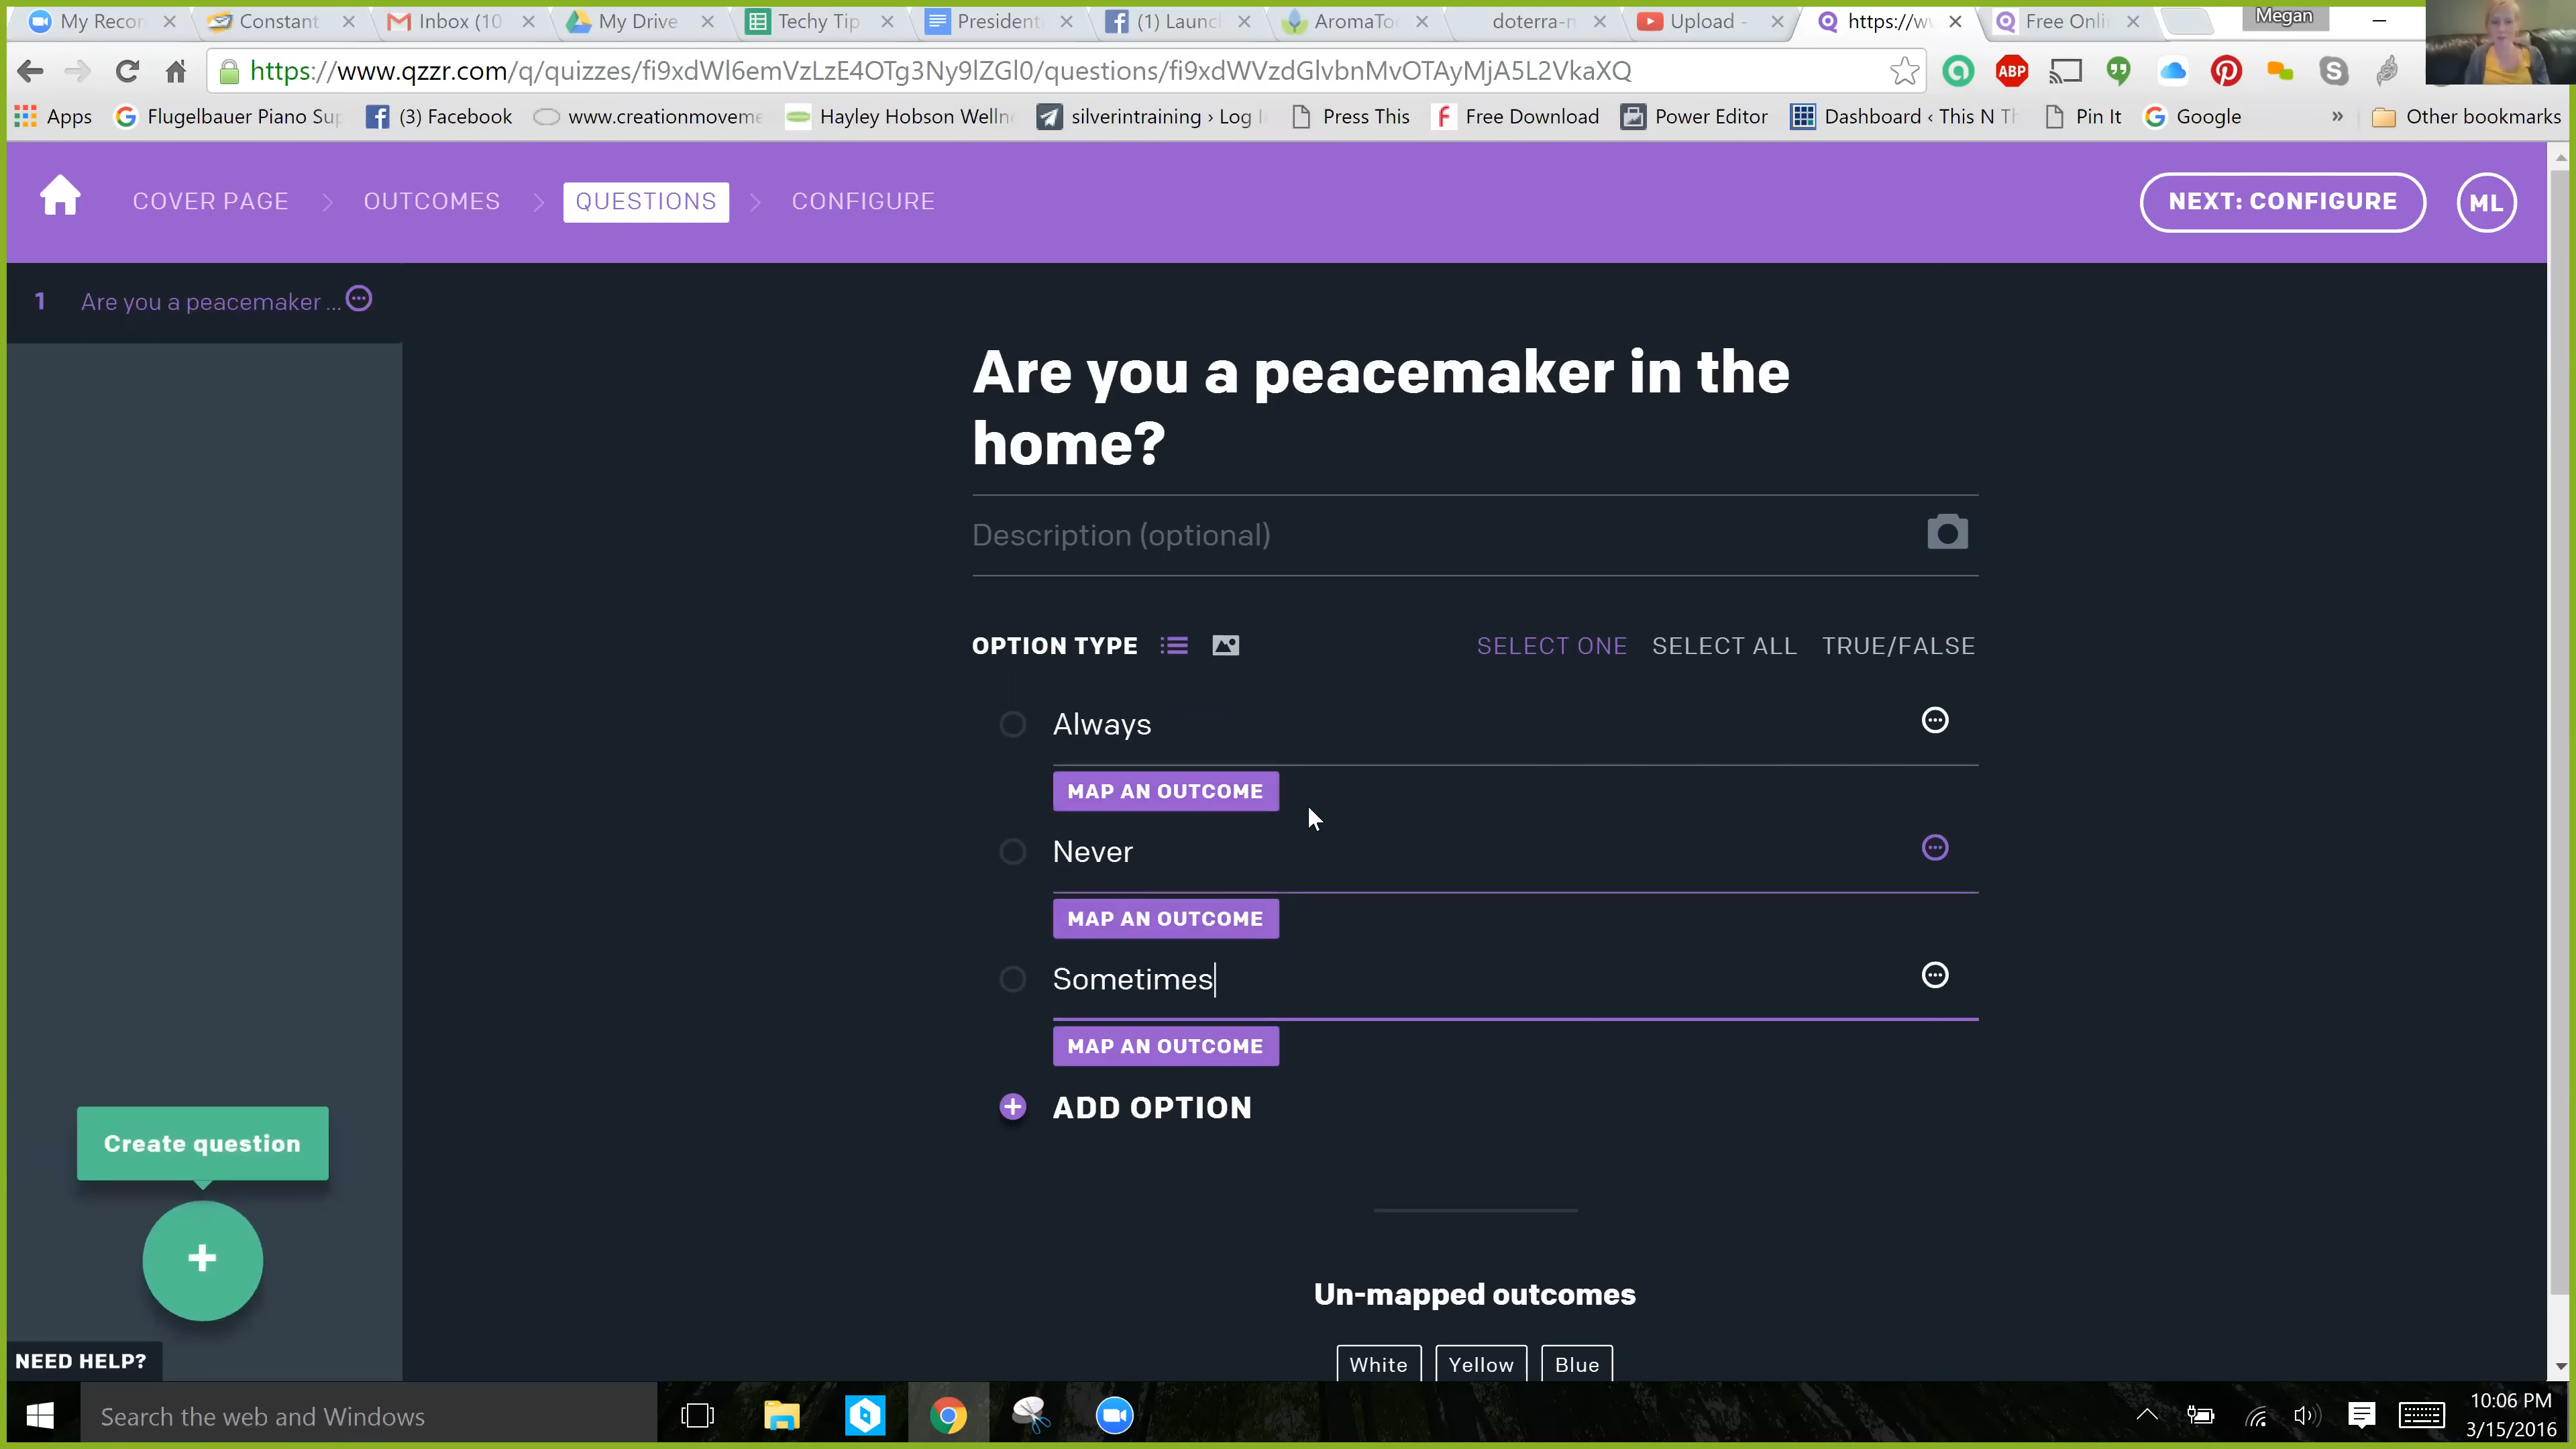 My Recor Constant Inbox (10 My Drive Techy Tip President (1) Launc AromaToo doterra-n Upload - https://w Free Onli Megan
https://www.qzzr.com/q/quizzes/fi9xdWl6emVzLzE4OTg3Ny9lZGl0/questions/fi9xdWVzdGlvbnMvOTAyMjA5L2VkaXQ
ABP
Apps Flugelbauer Piano Sup (3) Facebook www.creationmoveme Hayley Hobson Welln silverintraining › Log I Press This Free Download Power Editor Dashboard ‹ This N Th Pin It Google » Other bookmarks
COVER PAGE OUTCOMES QUESTIONS CONFIGURE NEXT: CONFIGURE ML
1 Are you a peacemaker ...
Are you a peacemaker in the
home?
Description (optional)
OPTION TYPE SELECT ONE SELECT ALL TRUE/FALSE
Always
MAP AN OUTCOME
Never
MAP AN OUTCOME
Sometimes
MAP AN OUTCOME
ADD OPTION
Create question
+
Un-mapped outcomes
White Yellow Blue
NEED HELP?
Search the web and Windows
10:06 PM
3/15/2016